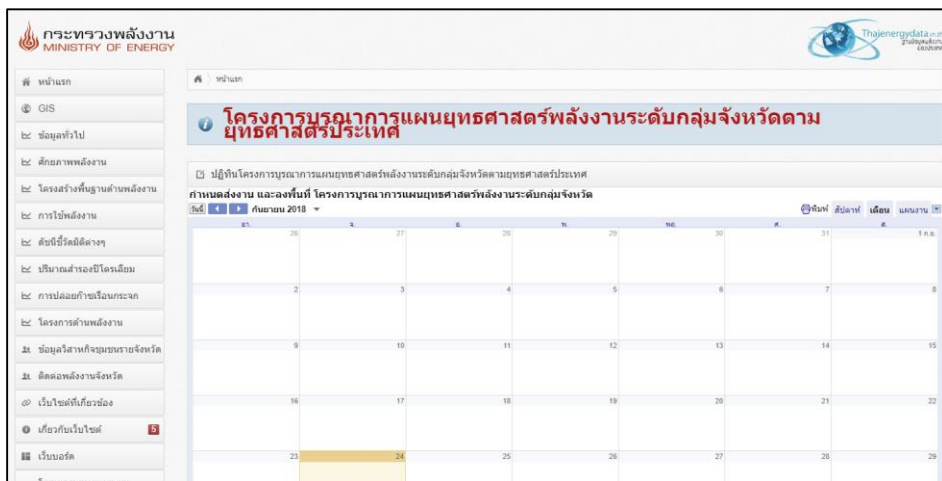 กระทรวงพลังงาน
MINISTRY OF ENERGY
Thaienergydata.in.th
หน้าแรก
GIS
ข้อมูลทั่วไป
ศักยภาพพลังงาน
โครงสร้างพื้นฐานด้านพลังงาน
การใช้พลังงาน
ดัชนีชี้วัดมิติต่างๆ
ปริมาณสำรองปิโตรเลียม
การปล่อยก๊าซเรือนกระจก
โครงการด้านพลังงาน
ข้อมูลวิสาหกิจชุมชนรายจังหวัด
ติดต่อพลังงานจังหวัด
เว็บไซต์ที่เกี่ยวข้อง
เกี่ยวกับเว็บไซต์ 5
เว็บบอร์ด
หน้าแรก
โครงการบูรณาการแผนยุทธศาสตร์พลังงานระดับกลุ่มจังหวัดตาม
ยุทธศาสตร์ประเทศ
ปฏิทินโครงการบูรณาการแผนยุทธศาสตร์พลังงานระดับกลุ่มจังหวัดตามยุทธศาสตร์ประเทศ
กำหนดส่งงาน และลงพื้นที่ โครงการบูรณาการแผนยุทธศาสตร์พลังงานระดับกลุ่มจังหวัด
วันนี้ กันยายน 2018 พิมพ์ สัปดาห์ เดือน แผนงาน
อา. จ. อ. พ. พฤ. ศ. ส.
26 27 28 29 30 31 1 ก.ย.
2 3 4 5 6 7 8
9 10 11 12 13 14 15
16 17 18 19 20 21 22
23 24 25 26 27 28 29